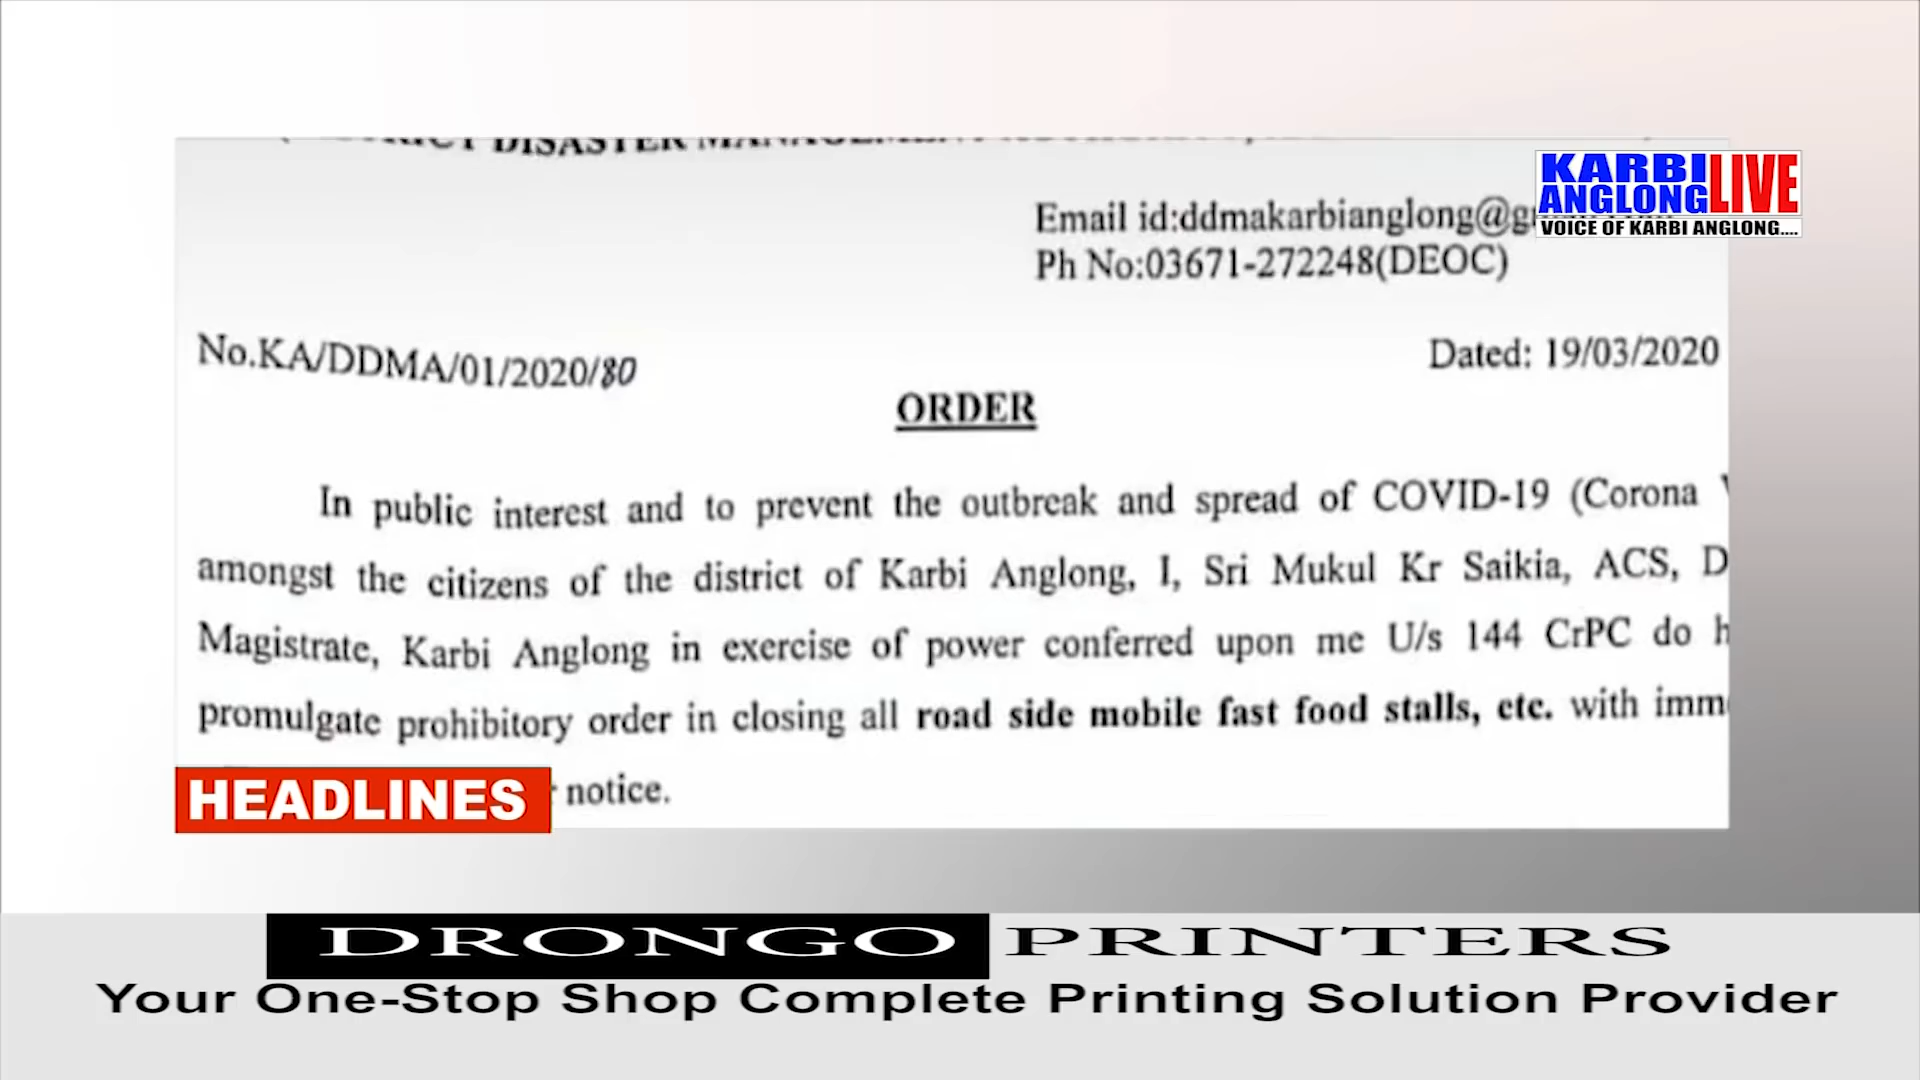 DISASTER MANAGEMENT
KARBI
ANGLONG LIVE
VOICE OF KARBI ANGLONG....
Email id:ddmakarbianglong@g
Ph No:03671-272248(DEOC)
No.KA/DDMA/01/2020/80
Dated: 19/03/2020
ORDER
In public interest and to prevent the outbreak and spread of COVID-19 (Corona
amongst the citizens of the district of Karbi Anglong, I, Sri Mukul Kr Saikia, ACS, D
Magistrate, Karbi Anglong in exercise of power conferred upon me U/s 144 CrPC do h
promulgate prohibitory order in closing all road side mobile fast food stalls, etc. with imm
notice.
HEADLINES
DRONGO PRINTERS
Your One-Stop Shop Complete Printing Solution Provider